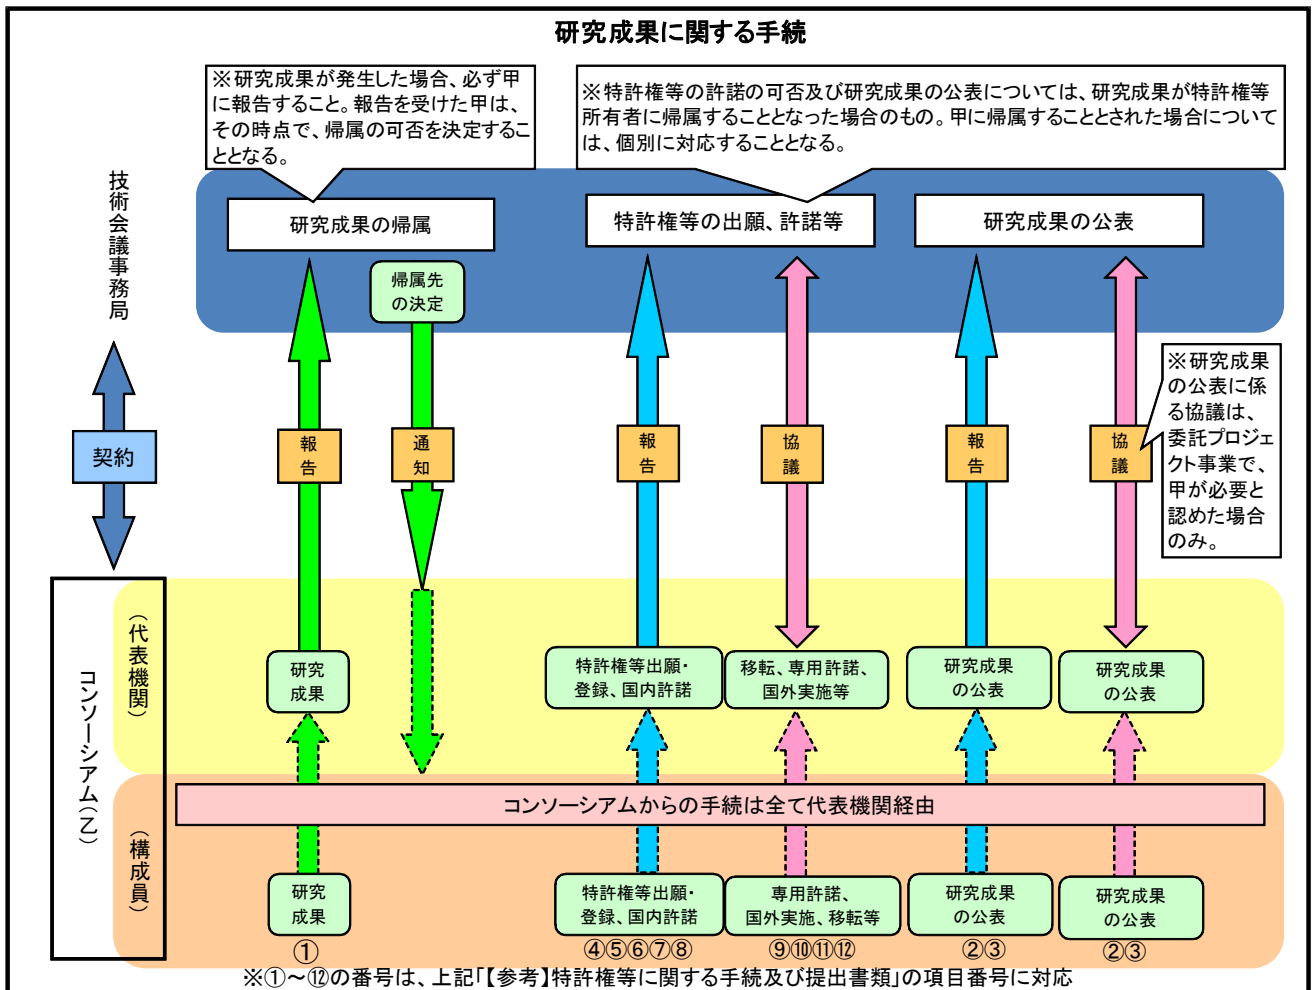 研究成果に関する手続
※研究成果が発生した場合、必ず甲
に報告すること。報告を受けた甲は、
その時点で、帰属の可否を決定するこ
ととなる。
※特許権等の許諾の可否及び研究成果の公表については、研究成果が特許権等
所有者に帰属することとなった場合のもの。甲に帰属することとされた場合について
は、個別に対応することとなる。
技術会議事務局
研究成果の帰属
特許権等の出願、許諾等
研究成果の公表
帰属先
の決定
契約
報告
通知
報告
協議
報告
協議
※研究成果
の公表に係
る協議は、
委託プロジェ
クト事業で、
甲が必要と
認めた場合
のみ。
コンソーシアム(乙)
(代表機関)
研究
成果
特許権等出願・
登録、国内許諾
移転、専用許諾、
国外実施等
研究成果
の公表
研究成果
の公表
コンソーシアムからの手続は全て代表機関経由
(構成員)
研究
成果
特許権等出願・
登録、国内許諾
専用許諾、
国外実施、移転等
研究成果
の公表
研究成果
の公表
①
④⑤⑥⑦⑧
⑨⑩⑪⑫
②③
②③
※①～⑫の番号は、上記「【参考】特許権等に関する手続及び提出書類」の項目番号に対応